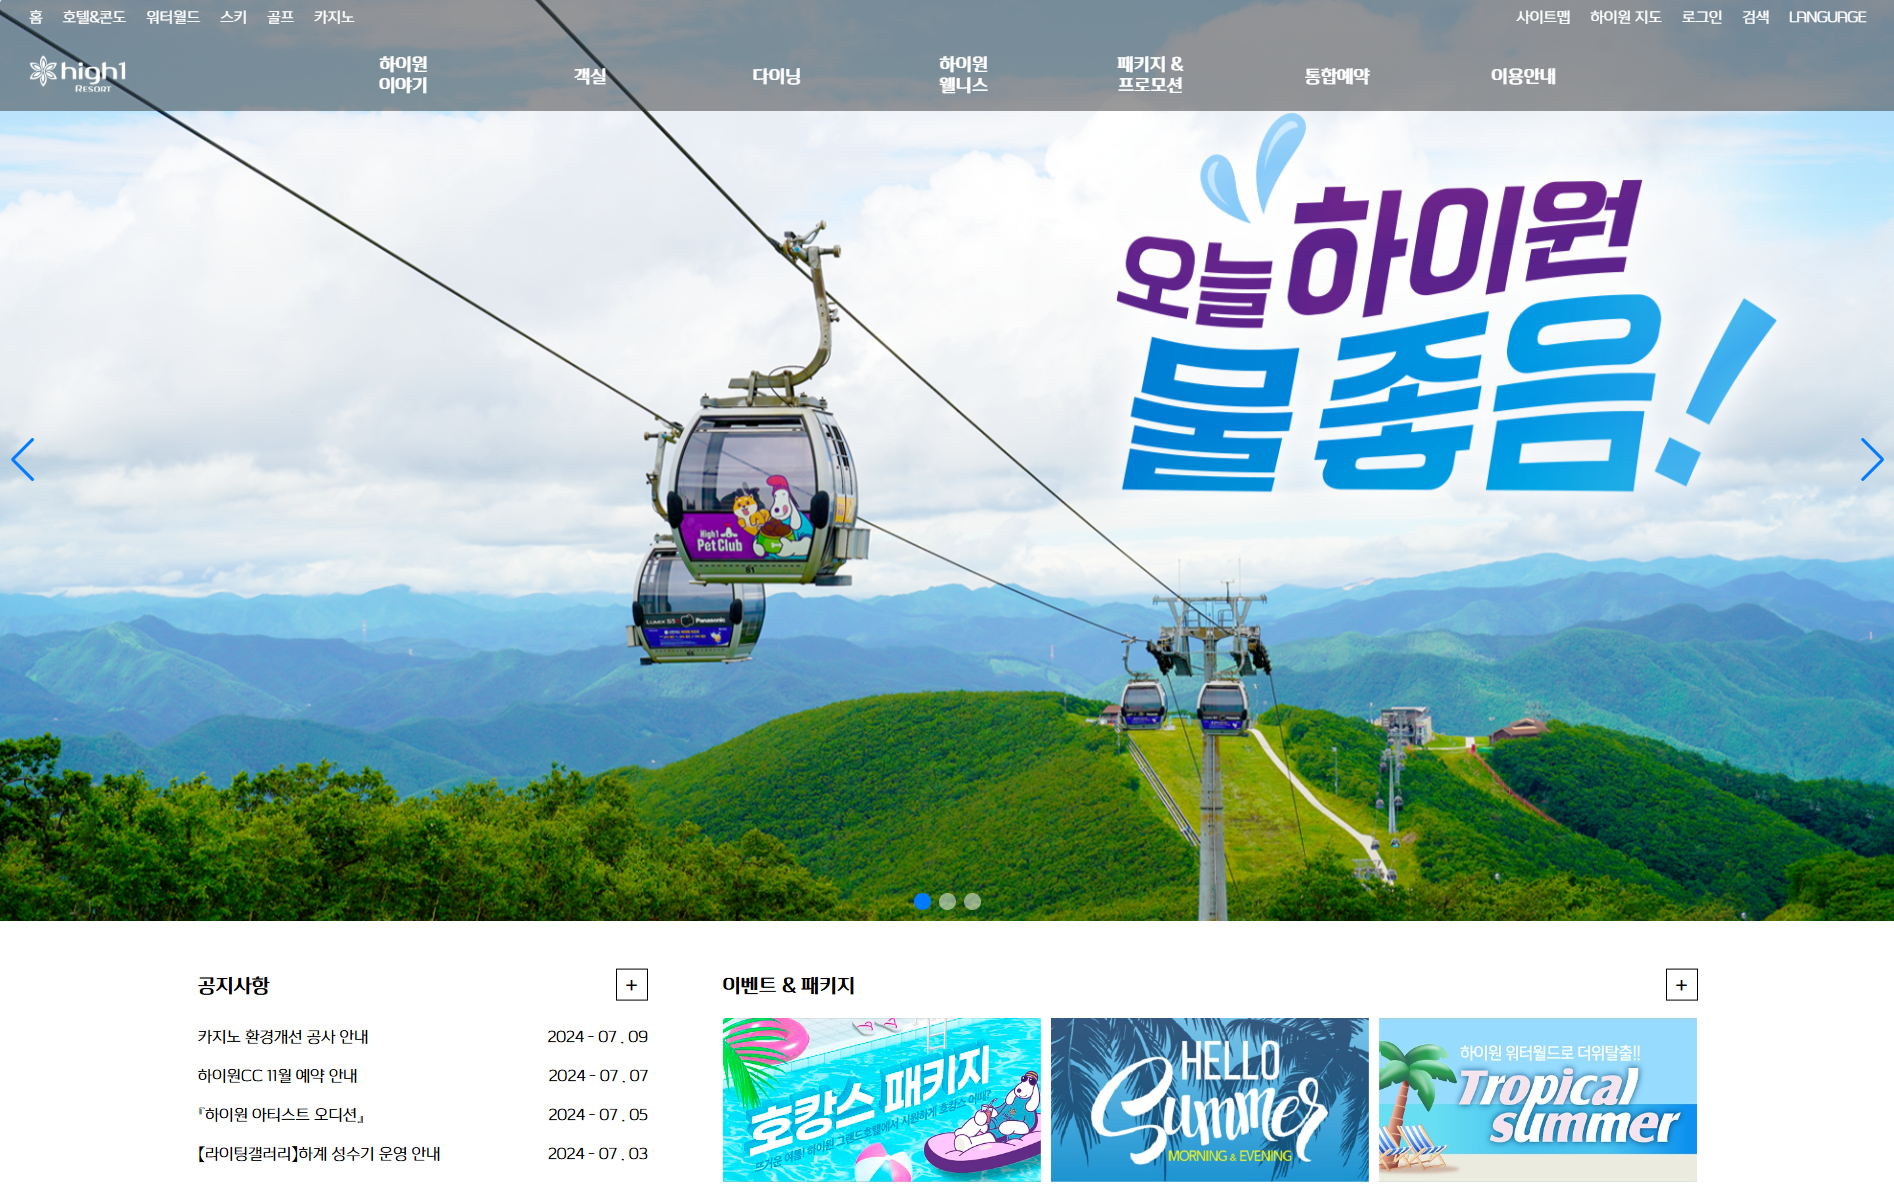 홈 호텔&콘도 워터월드 스키 골프 카지노
사이트맵 하이원 지도 로그인 검색 LANGUAGE
high1
RESORT
하이원
이야기
객실
다이닝
하이원
웰니스
패키지 &
프로모션
통합예약
이용안내
오늘 하이원
물 좋음!
High1
Pet Club
61
LUMIX S5 Panasonic
공지사항
+
카지노 환경개선 공사 안내 2024 - 07 . 09
하이원CC 11월 예약 안내 2024 - 07 . 07
『하이원 아티스트 오디션』 2024 - 07 . 05
【라이팅갤러리】하계 성수기 운영 안내 2024 - 07 . 03
이벤트 & 패키지
+
호캉스 패키지
뜨거운 여름! 하이원 그랜드호텔에서 시원하게 호캉스 어때?
HELLO
Summer
MORNING & EVENING
하이원 워터월드로 더위탈출!!
Tropical
summer